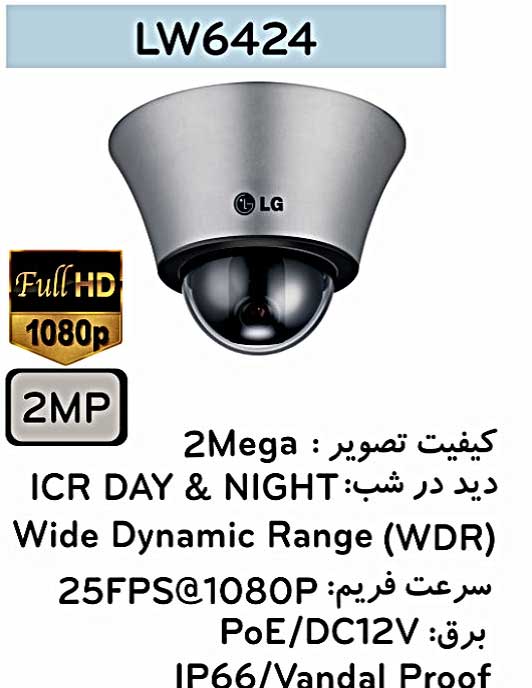 LW6424
LG
Full HD
1080p
2MP
کیفیت تصویر : 2Mega
دید در شب: ICR DAY & NIGHT
Wide Dynamic Range (WDR)
سرعت فریم: 25FPS@1080P
برق: PoE/DC12V
IP66/Vandal Proof